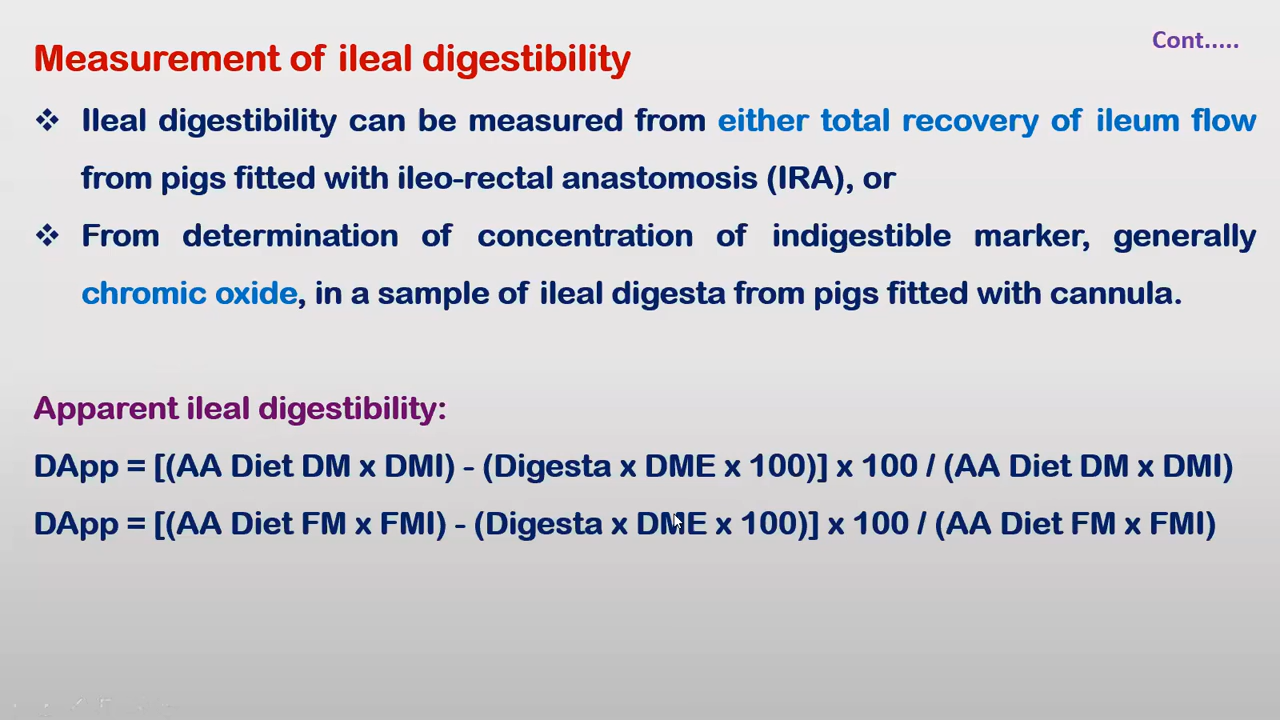 Cont.....
Measurement of ileal digestibility
❖ Ileal digestibility can be measured from either total recovery of ileum flow
from pigs fitted with ileo-rectal anastomosis (IRA), or
❖ From determination of concentration of indigestible marker, generally
chromic oxide, in a sample of ileal digesta from pigs fitted with cannula.
Apparent ileal digestibility:
DApp = [(AA Diet DM x DMI) - (Digesta x DME x 100)] x 100 / (AA Diet DM x DMI)
DApp = [(AA Diet FM x FMI) - (Digesta x DME x 100)] x 100 / (AA Diet FM x FMI)